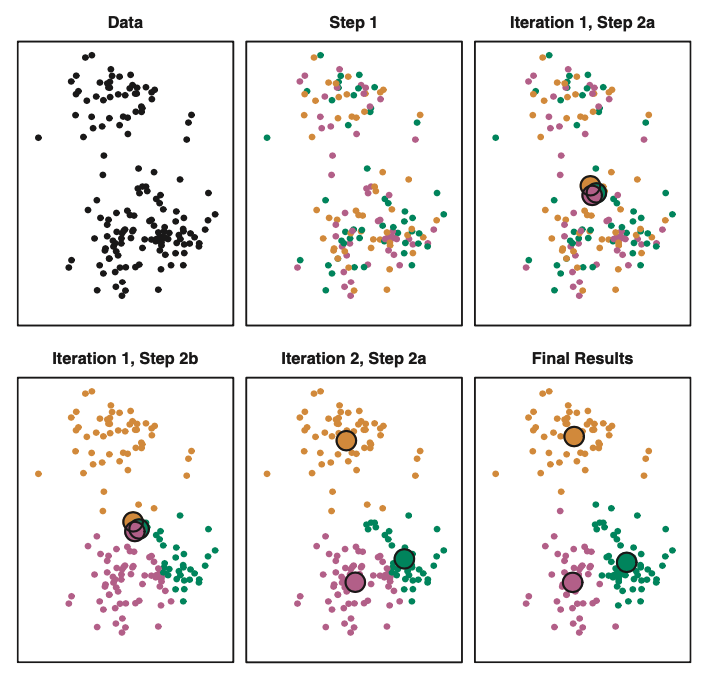 Data
Step 1
Iteration 1, Step 2a
Iteration 1, Step 2b
Iteration 2, Step 2a
Final Results